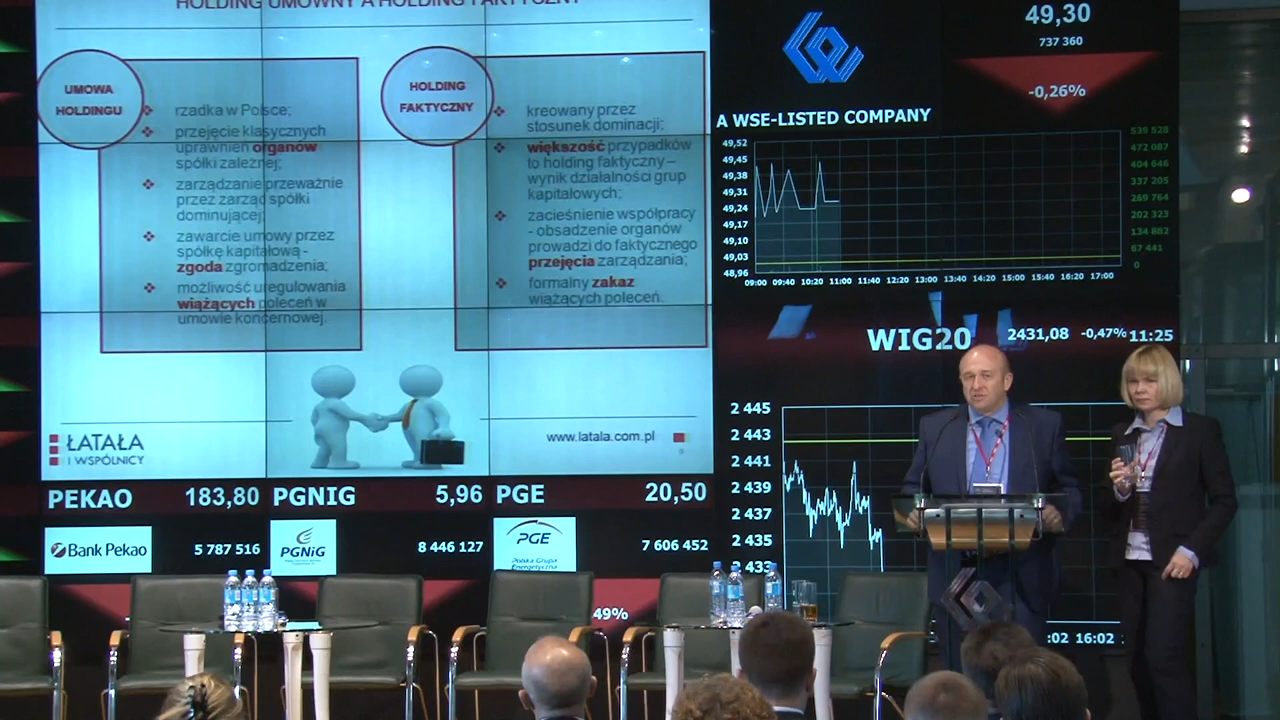 HOLDING UMOWNY A HOLDING FAKTYCZNY
UMOWA
HOLDINGU
rzadka w Polsce;
przejęcie klasycznych
uprawnień organów
spółki zależnej;
zarządzanie przeważnie
przez zarząd spółki
dominującej;
zawarcie umowy przez
spółkę kapitałową -
zgoda zgromadzenia;
możliwość uregulowania
wiążących poleceń w
umowie koncernowej.
HOLDING
FAKTYCZNY
kreowany przez
stosunek dominacji;
większość przypadków
to holding faktyczny –
wynik działalności grup
kapitałowych;
zacieśnienie współpracy
- obsadzenie organów
prowadzi do faktycznego
przejęcia zarządzania;
formalny zakaz
wiążących poleceń.
ŁATAŁA
I WSPÓLNICY
www.latala.com.pl
PEKAO 183,80
Bank Pekao
5 787 516
PGNIG 5,96
PGNiG
8 446 127
PGE 20,50
PGE
Polska Grupa
Energetyczna
7 606 452
49%
49,30
737 360
-0,26%
A WSE-LISTED COMPANY
49,52
49,45
49,38
49,31
49,24
49,17
49,10
49,03
48,96
539 528
472 087
404 646
337 205
269 764
202 323
134 882
67 441
0
09:00 09:40 10:20 11:00 11:40 12:20 13:00 13:40 14:20 15:00 15:40 16:20 17:00
WIG20 2431,08 -0,47% 11:25
2 445
2 443
2 441
2 439
2 437
2 435
2 433
:02 16:02